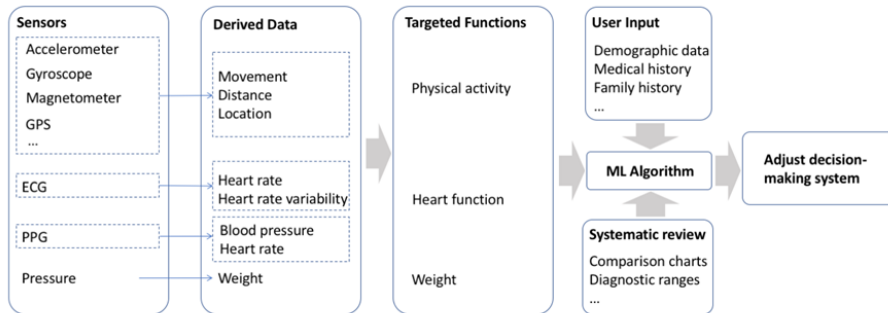 Sensors
Accelerometer
Gyroscope
Magnetometer
GPS
...
ECG
PPG
Pressure
Derived Data
Movement
Distance
Location
Heart rate
Heart rate variability
Blood pressure
Heart rate
Weight
Targeted Functions
Physical activity
Heart function
Weight
User Input
Demographic data
Medical history
Family history
...
ML Algorithm
Systematic review
Comparison charts
Diagnostic ranges
...
Adjust decision-
making system